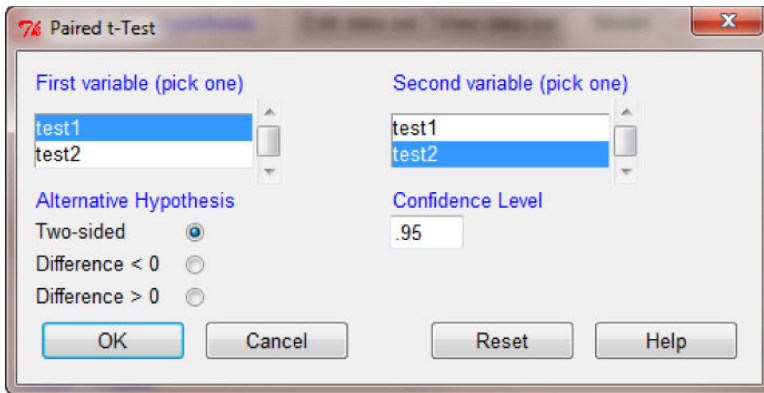 Paired t-Test
First variable (pick one)
Second variable (pick one)
test1
test2
test1
test2
Alternative Hypothesis
Two-sided
Difference < 0
Difference > 0
Confidence Level
.95
OK
Cancel
Reset
Help